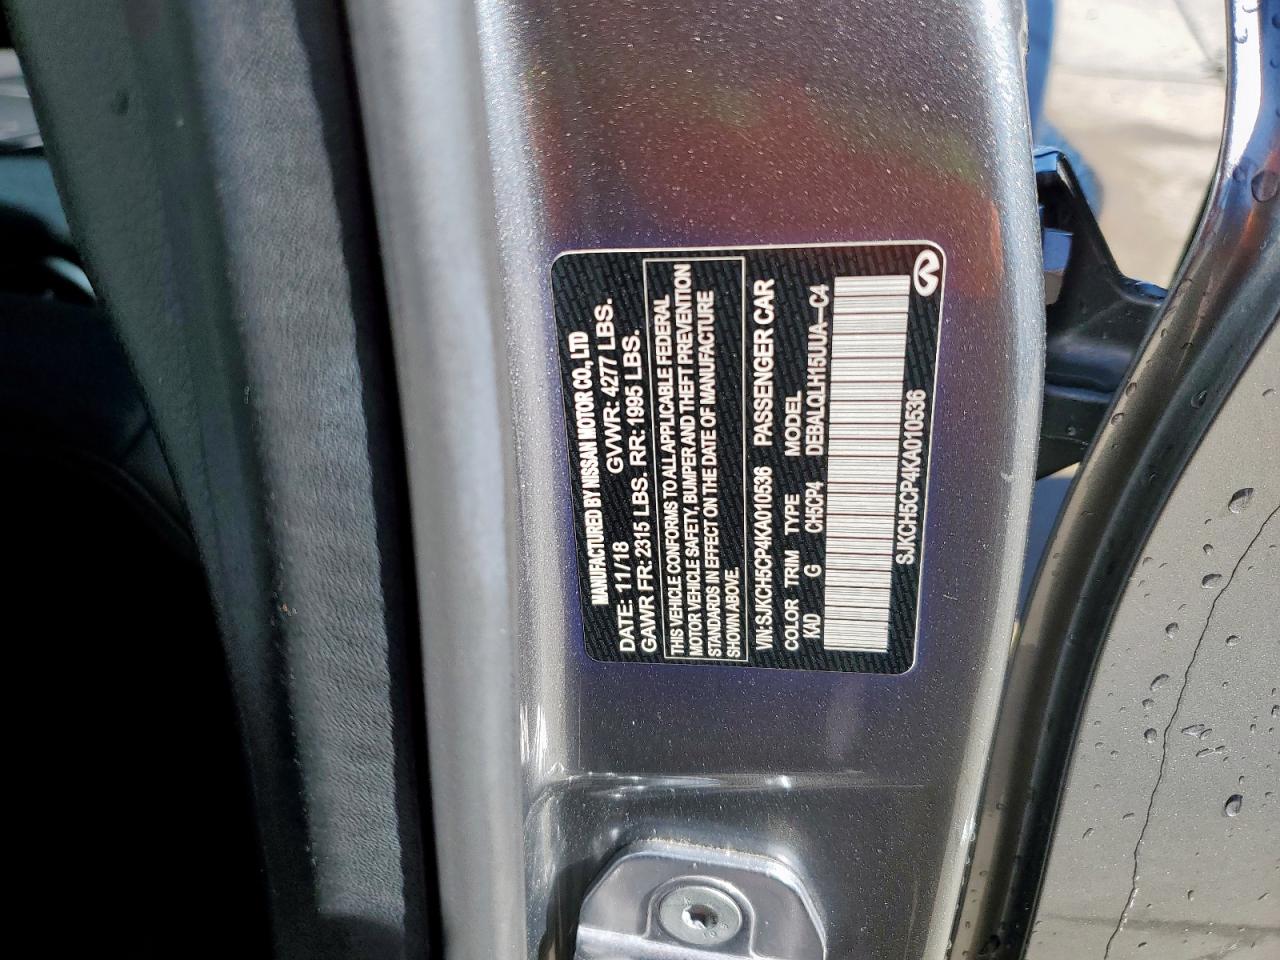 MANUFACTURED BY NISSAN MOTOR CO., LTD
DATE: 11/18 GVWR: 4277 LBS.
GAWR FR: 2315 LBS. RR: 1995 LBS.
THIS VEHICLE CONFORMS TO ALL APPLICABLE FEDERAL
MOTOR VEHICLE SAFETY, BUMPER AND THEFT PREVENTION
STANDARDS IN EFFECT ON THE DATE OF MANUFACTURE
SHOWN ABOVE.
VIN: SJKCH5CP4KA010536 PASSENGER CAR
COLOR TRIM TYPE MODEL
KAD G CH5CP4 DEBALQLH15UUA-C4
SJKCH5CP4KA010536